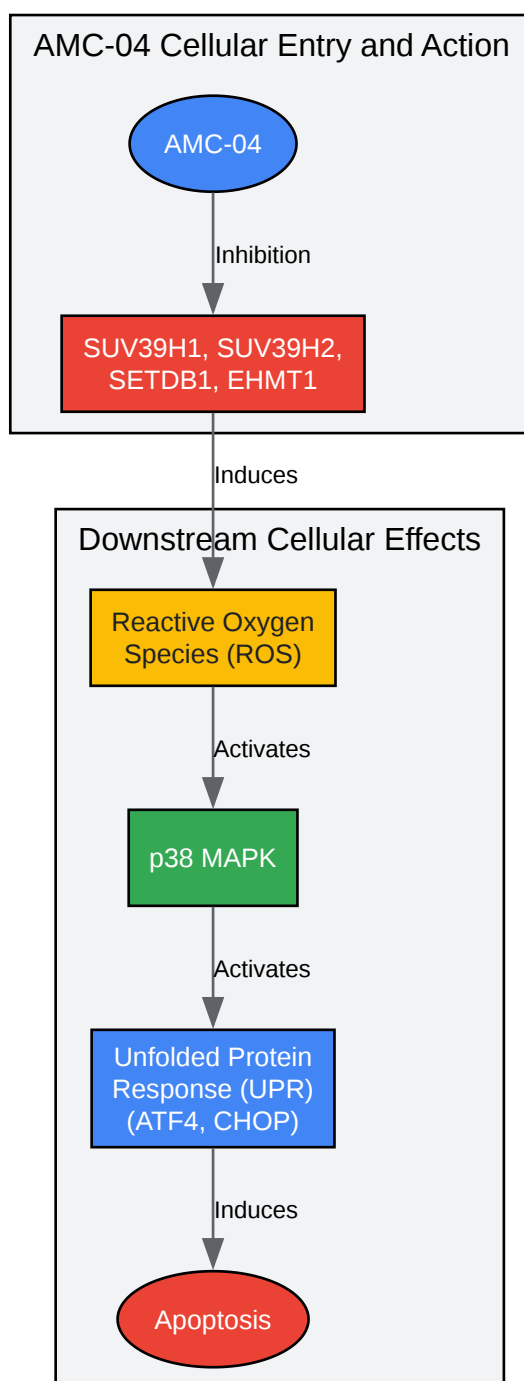 AMC-04 Cellular Entry and Action
AMC-04
Inhibition
SUV39H1, SUV39H2,
SETDB1, EHMT1
Induces
Downstream Cellular Effects
Reactive Oxygen
Species (ROS)
Activates
p38 MAPK
Activates
Unfolded Protein
Response (UPR)
(ATF4, CHOP)
Induces
Apoptosis